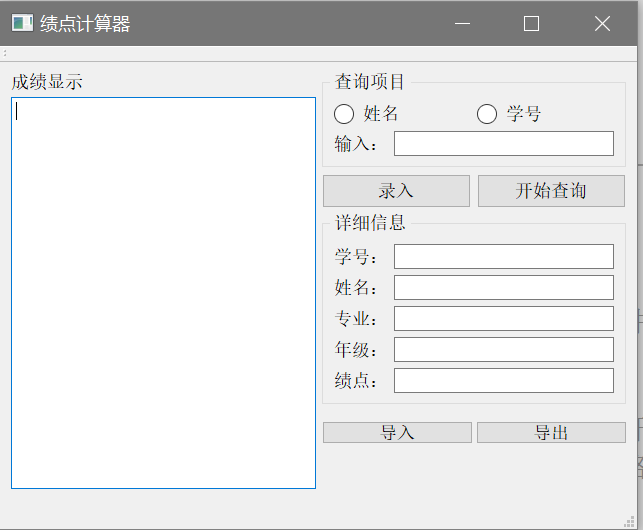 绩点计算器
成绩显示
查询项目
姓名 学号
输入：
录入 开始查询
详细信息
学号：
姓名：
专业：
年级：
绩点：
导入 导出